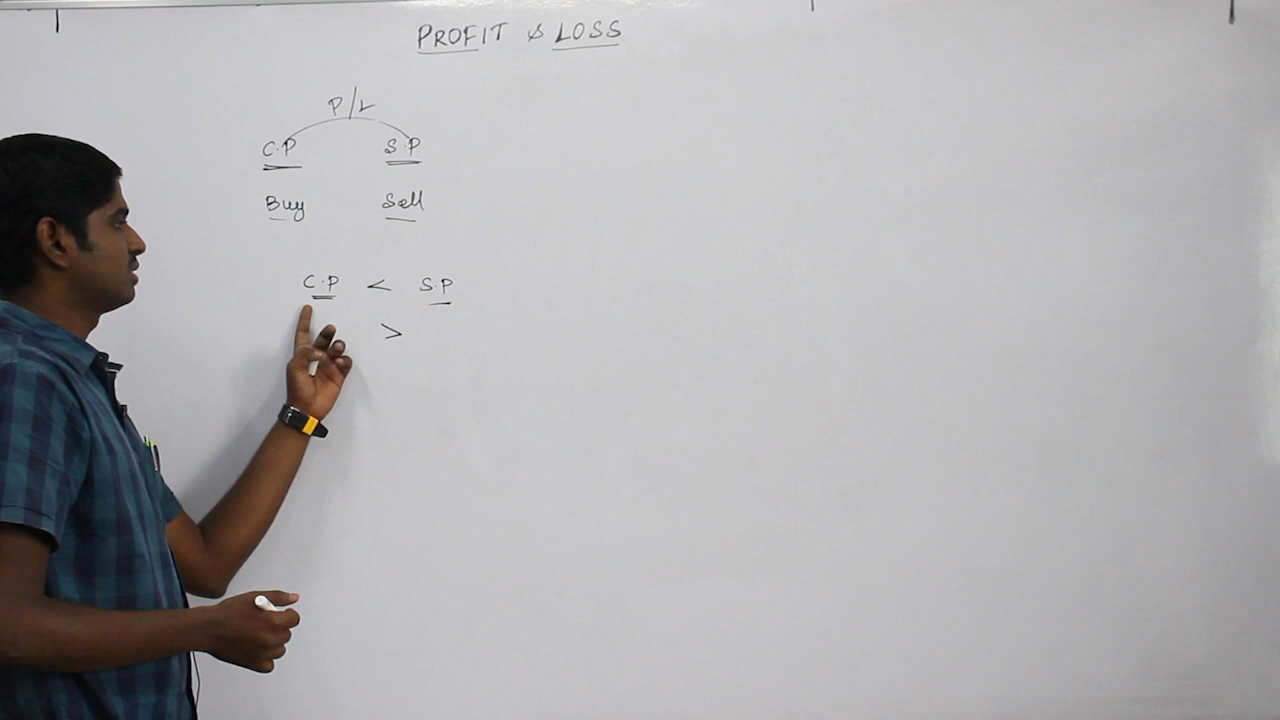 PROFIT & LOSS
P/L
C.P S.P
Buy Sell
C.P < S.P
>